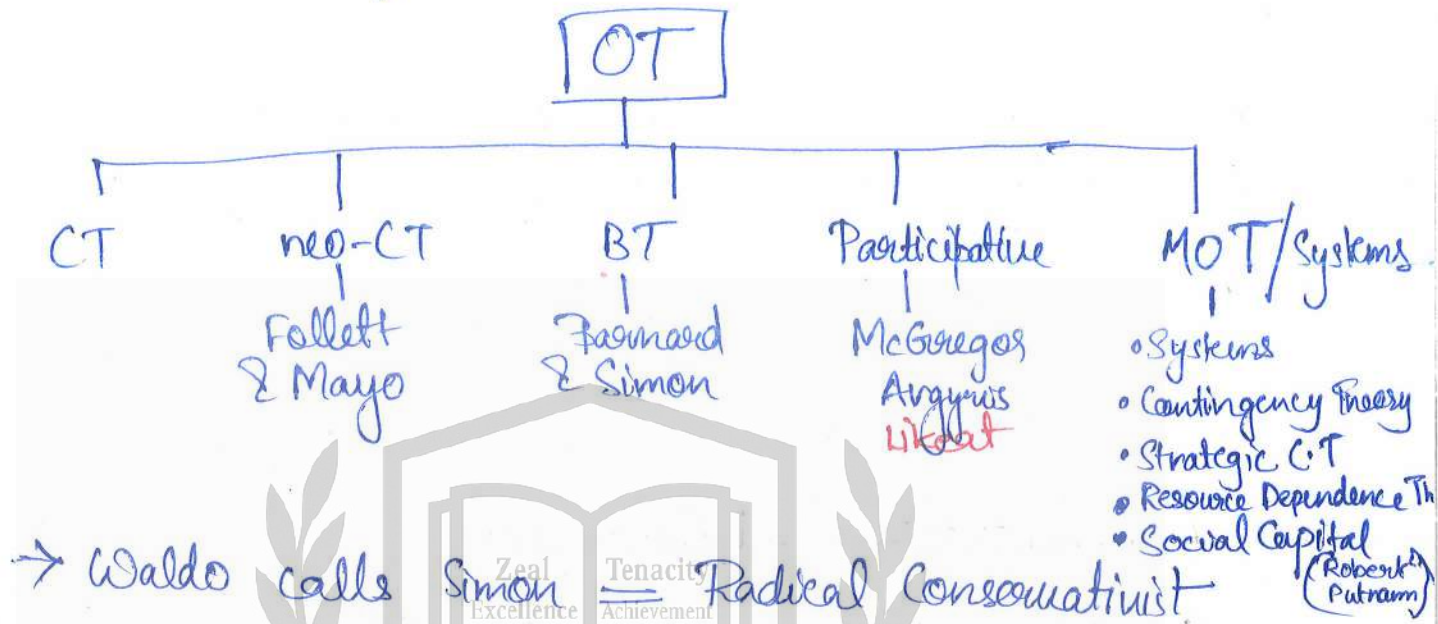 OT
CT
neo-CT
BT
Participative
MOT/Systems
Follett
& Mayo
Barnard
& Simon
McGregor
Argyris
Likert
• Systems
• Contingency Theory
• Strategic C.T
• Resource Dependence Th
• Social Capital
(Robert D
Putnam)
→ Waldo calls Simon = Radical Conservativist
Zeal Tenacity
Excellence Achievement